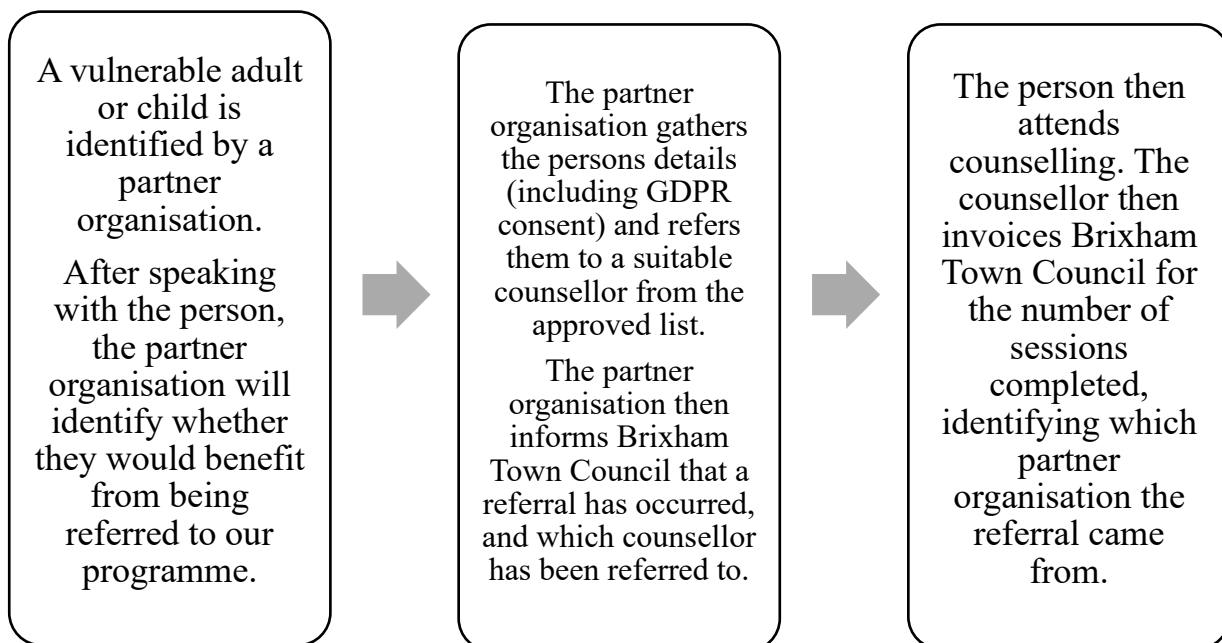 A vulnerable adult
or child is
identified by a
partner
organisation.
After speaking
with the person,
the partner
organisation will
identify whether
they would benefit
from being
referred to our
programme.
The partner
organisation gathers
the persons details
(including GDPR
consent) and refers
them to a suitable
counsellor from the
approved list.
The partner
organisation then
informs Brixham
Town Council that a
referral has occurred,
and which counsellor
has been referred to.
The person then
attends
counselling. The
counsellor then
invoices Brixham
Town Council for
the number of
sessions
completed,
identifying which
partner
organisation the
referral came
from.